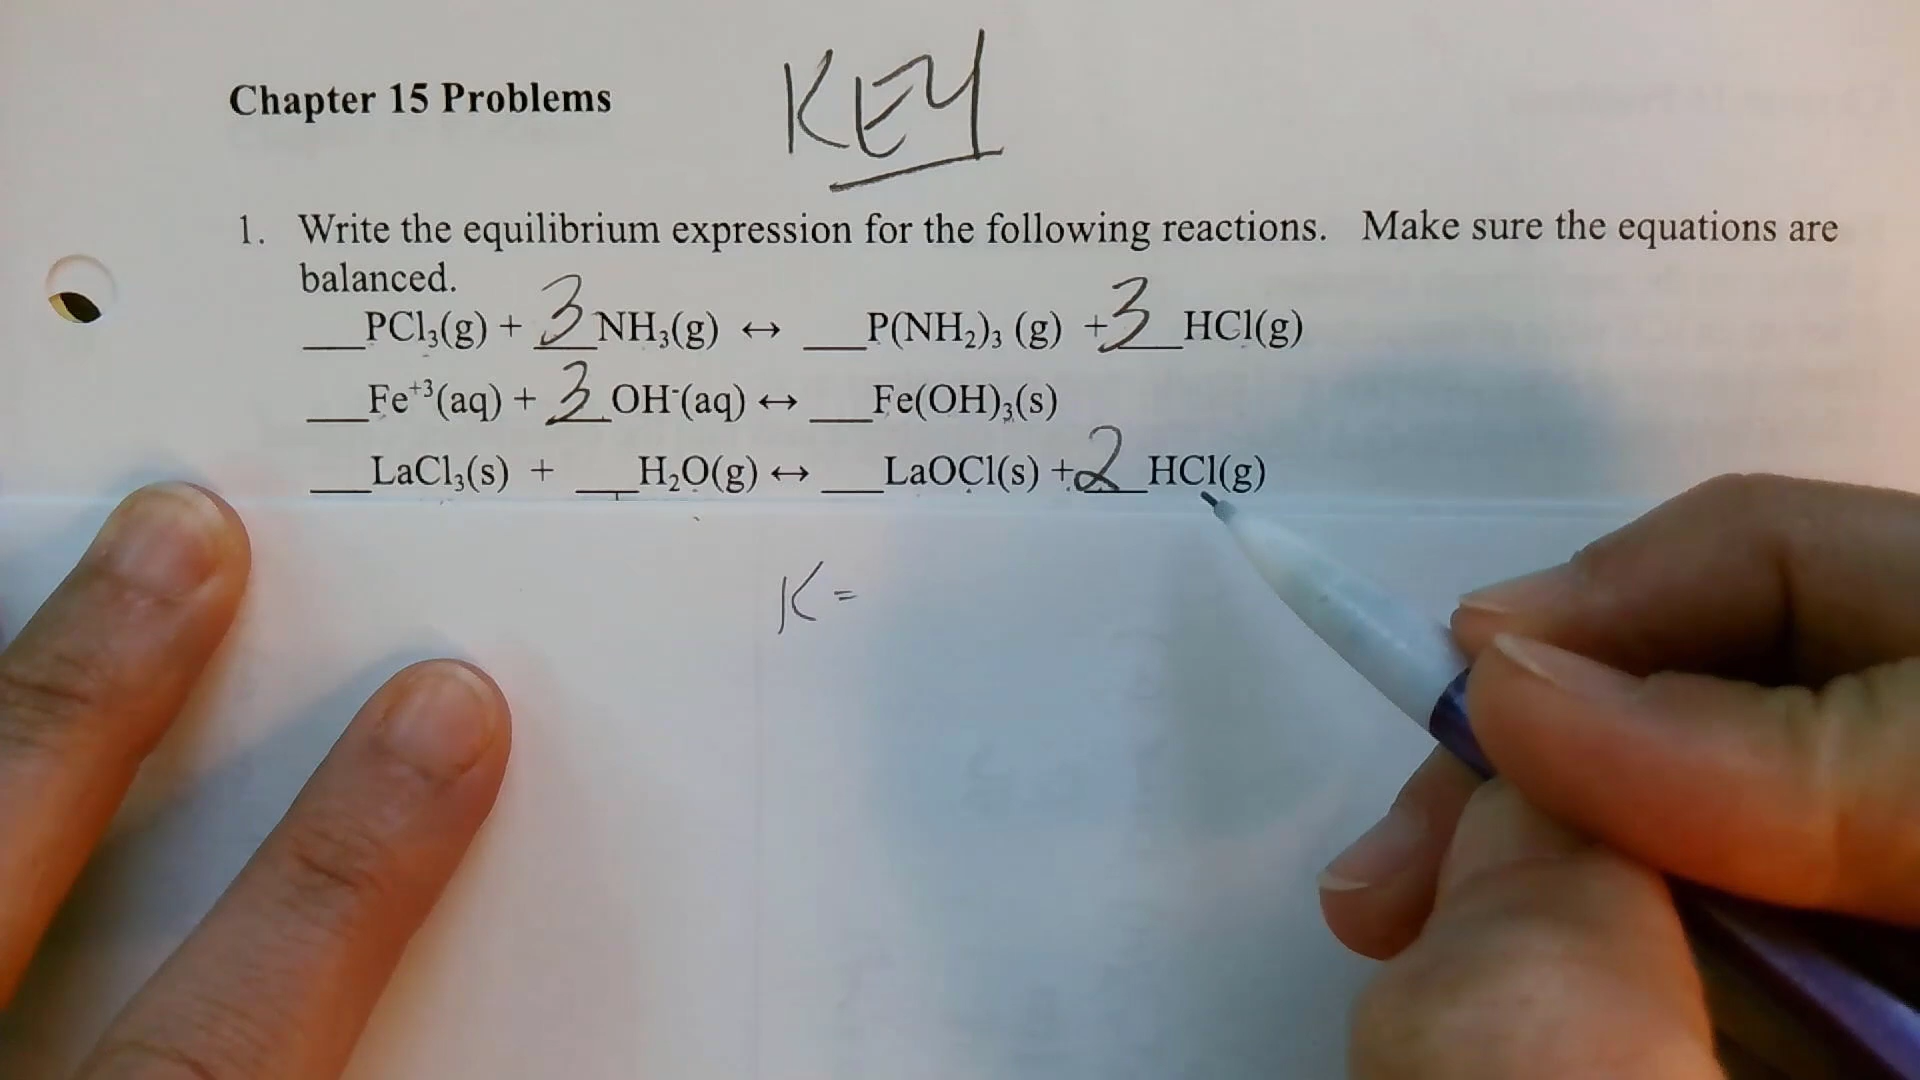 Chapter 15 Problems KEY
1. Write the equilibrium expression for the following reactions. Make sure the equations are
balanced.
___PCl₃(g) + 3 NH₃(g) ↔ ___P(NH₂)₃ (g) + 3 HCl(g)
___Fe⁺³(aq) + 3 OH⁻(aq) ↔ ___Fe(OH)₃(s)
___LaCl₃(s) + ___H₂O(g) ↔ ___LaOCl(s) + 2 HCl(g)
K =